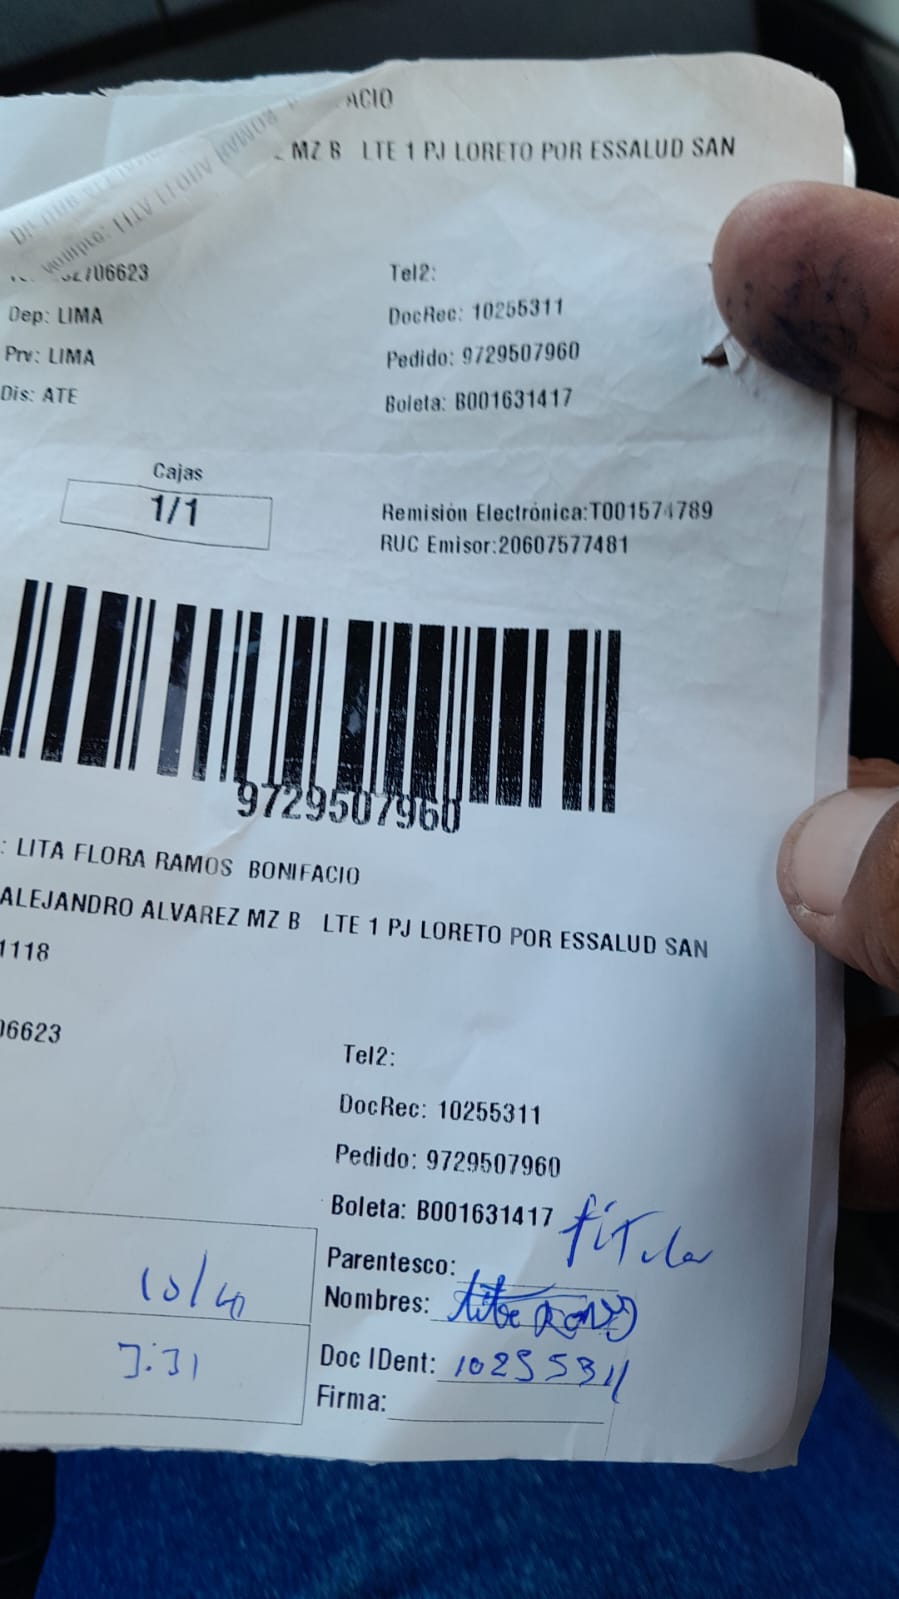 ACIO
MZ B LTE 1 PJ LORETO POR ESSALUD SAN
06623
Tel2:
Dep: LIMA
DocRec: 10255311
Prv: LIMA
Pedido: 9729507960
Dis: ATE
Boleta: B001631417
Cajas
1/1
Remisión Electrónica:T001574789
RUC Emisor:20607577481
9729507960
: LITA FLORA RAMOS BONIFACIO
ALEJANDRO ALVAREZ MZ B LTE 1 PJ LORETO POR ESSALUD SAN
1118
06623
Tel2:
DocRec: 10255311
Pedido: 9729507960
Boleta: B001631417
Parentesco:
Nombres:
Doc IDent: 10255311
Firma:
3:31